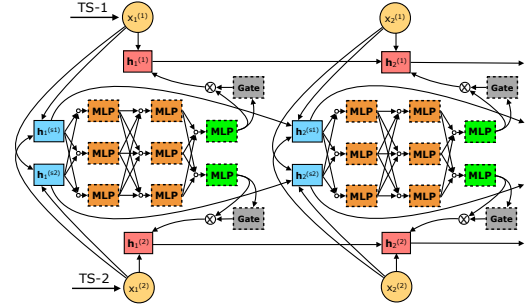 TS-1
x₁⁽¹⁾ x₂⁽¹⁾
h₁⁽¹⁾ h₂⁽¹⁾
Gate Gate
MLP MLP MLP MLP
h₁⁽ˢ¹⁾ MLP h₂⁽ˢ¹⁾ MLP
MLP MLP MLP MLP
h₁⁽ˢ²⁾ MLP h₂⁽ˢ²⁾ MLP
MLP MLP MLP MLP
Gate Gate
h₁⁽²⁾ h₂⁽²⁾
TS-2
x₁⁽²⁾ x₂⁽²⁾